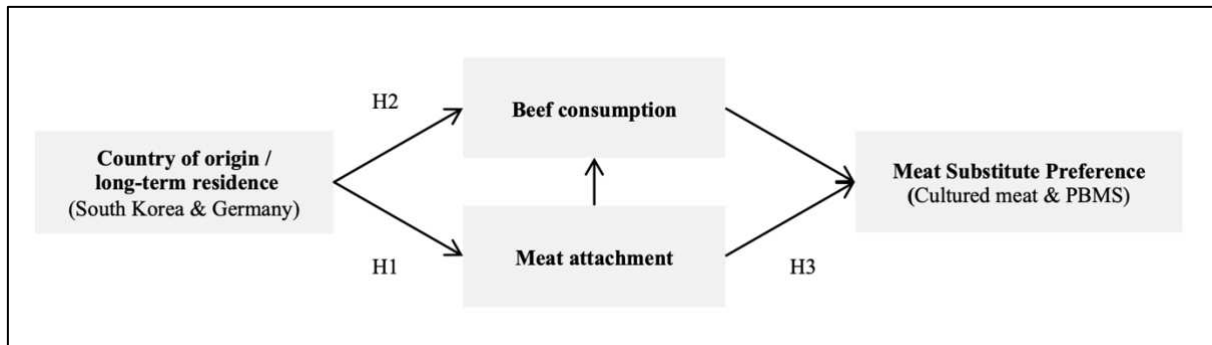 H2
Beef consumption
Country of origin /
long-term residence
(South Korea & Germany)
Meat Substitute Preference
(Cultured meat & PBMS)
Meat attachment
H1
H3